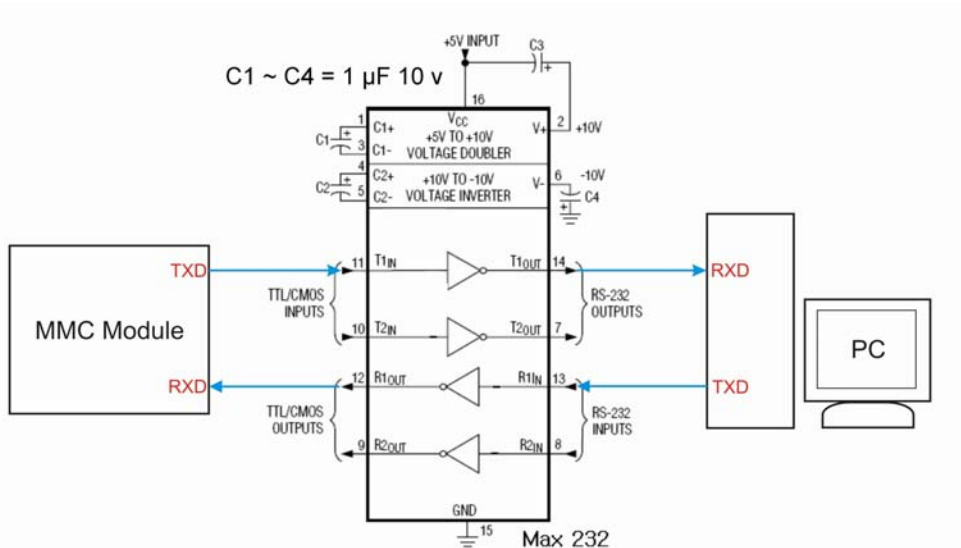 +5V INPUT
C3
+
C1 ~ C4 = 1 µF 10 v
16
1
VCC
2
+10V
C1+
V+
C1
+
+5V TO +10V
3
C1-
VOLTAGE DOUBLER
4
C2+
+10V TO -10V
6
-10V
C2
+
V-
5
C2-
VOLTAGE INVERTER
C4
+
TXD
11
T1IN
T1OUT
14
RXD
TTL/CMOS
INPUTS
RS-232
OUTPUTS
MMC Module
10
T2IN
T2OUT
7
PC
RXD
12
R1OUT
R1IN
13
TXD
TTL/CMOS
OUTPUTS
RS-232
INPUTS
9
R2OUT
R2IN
8
GND
15
Max 232